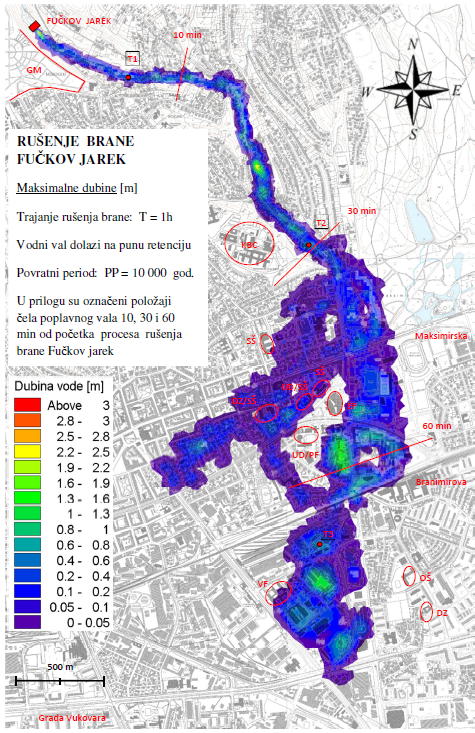 FUČKOV JAREK
GM
T1
10 min
N
W
E
S
RUŠENJE BRANE
FUČKOV JAREK
Maksimalne dubine [m]
Trajanje rušenja brane: T = 1h
Vodni val dolazi na punu retenciju
Povratni period: PP = 10 000 god.
U prilogu su označeni položaji
čela poplavnog vala 10, 30 i 60
min od početka procesa rušenja
brane Fučkov jarek
T2
30 min
KBC
SŠ
Maksimirska
DZ/SŠ
UD/PF
60 min
Branimirova
T3
VF
OŠ
DZ
Dubina vode [m]
Above 3
2.8 - 3
2.5 - 2.8
2.2 - 2.5
1.9 - 2.2
1.6 - 1.9
1.3 - 1.6
1 - 1.3
0.8 - 1
0.6 - 0.8
0.4 - 0.6
0.2 - 0.4
0.1 - 0.2
0.05 - 0.1
0 - 0.05
500 m
Grada Vukovara